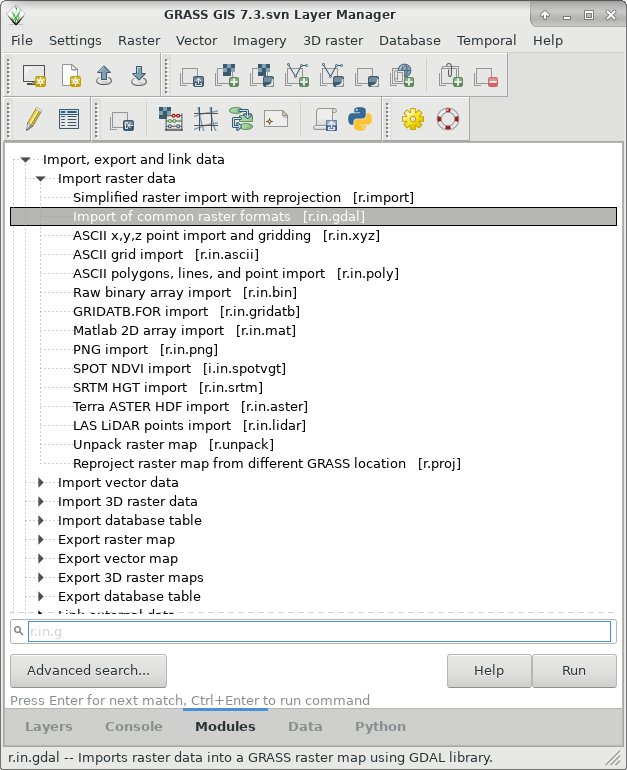 GRASS GIS 7.3.svn Layer Manager
File Settings Raster Vector Imagery 3D raster Database Temporal Help
Import, export and link data
Import raster data
Simplified raster import with reprojection [r.import]
Import of common raster formats [r.in.gdal]
ASCII x,y,z point import and gridding [r.in.xyz]
ASCII grid import [r.in.ascii]
ASCII polygons, lines, and point import [r.in.poly]
Raw binary array import [r.in.bin]
GRIDATB.FOR import [r.in.gridatb]
Matlab 2D array import [r.in.mat]
PNG import [r.in.png]
SPOT NDVI import [i.in.spotvgt]
SRTM HGT import [r.in.srtm]
Terra ASTER HDF import [r.in.aster]
LAS LiDAR points import [r.in.lidar]
Unpack raster map [r.unpack]
Reproject raster map from different GRASS location [r.proj]
Import vector data
Import 3D raster data
Import database table
Export raster map
Export vector map
Export 3D raster maps
Export database table
Link external data
r.in.g
Advanced search... Help Run
Press Enter for next match, Ctrl+Enter to run command
Layers Console Modules Data Python
r.in.gdal -- Imports raster data into a GRASS raster map using GDAL library.